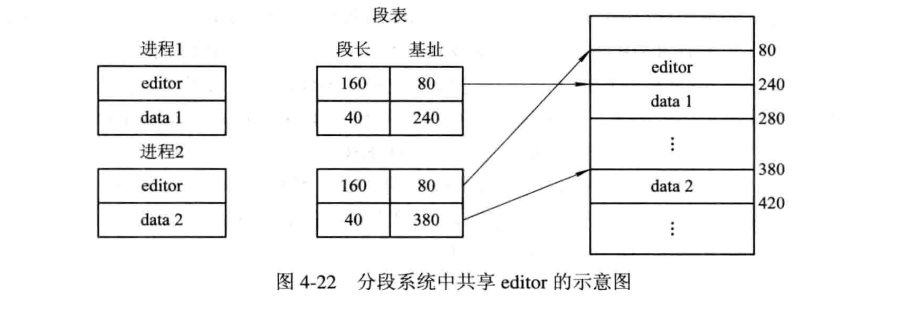 段表
进程1
段长 基址
editor 160 80
data 1 40 240
进程2
editor 160 80
data 2 40 380
80
editor
240
data 1
280
⋮
380
data 2
420
⋮
图 4-22 分段系统中共享 editor 的示意图